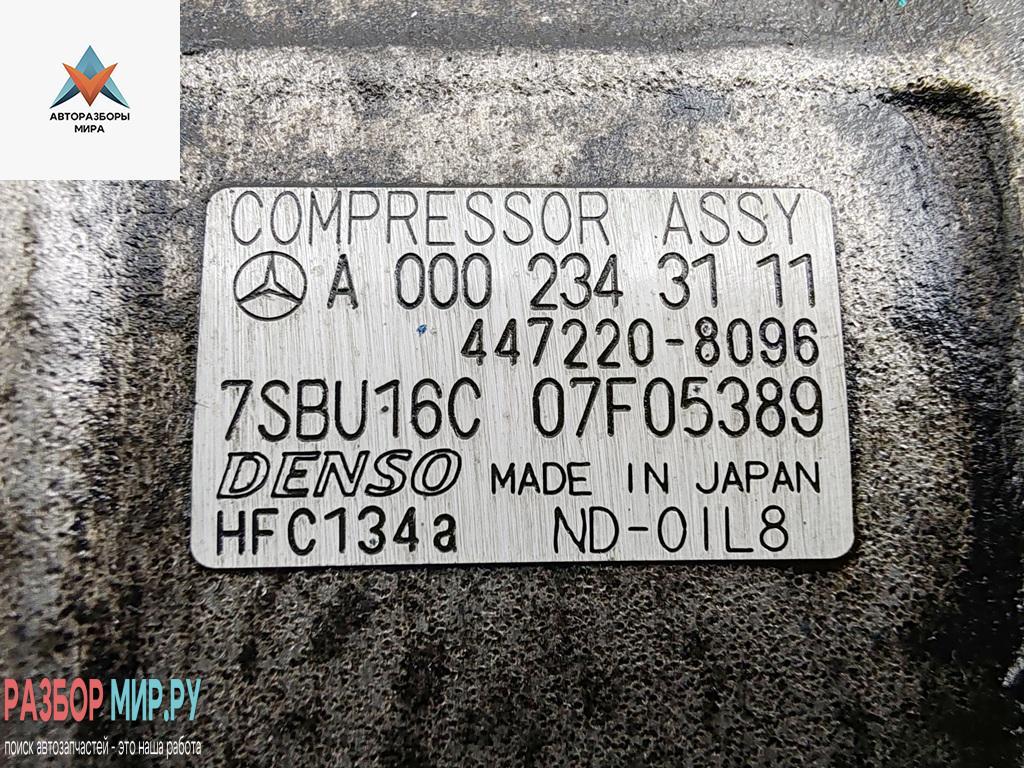 АВТОРАЗБОРЫ
МИРА
COMPRESSOR ASSY
A 000 234 31 11
447220-8096
7SBU16C 07F05389
DENSO MADE IN JAPAN
HFC134a ND-OIL8
РАЗБОР МИР.РУ
поиск автозапчастей - это наша работа